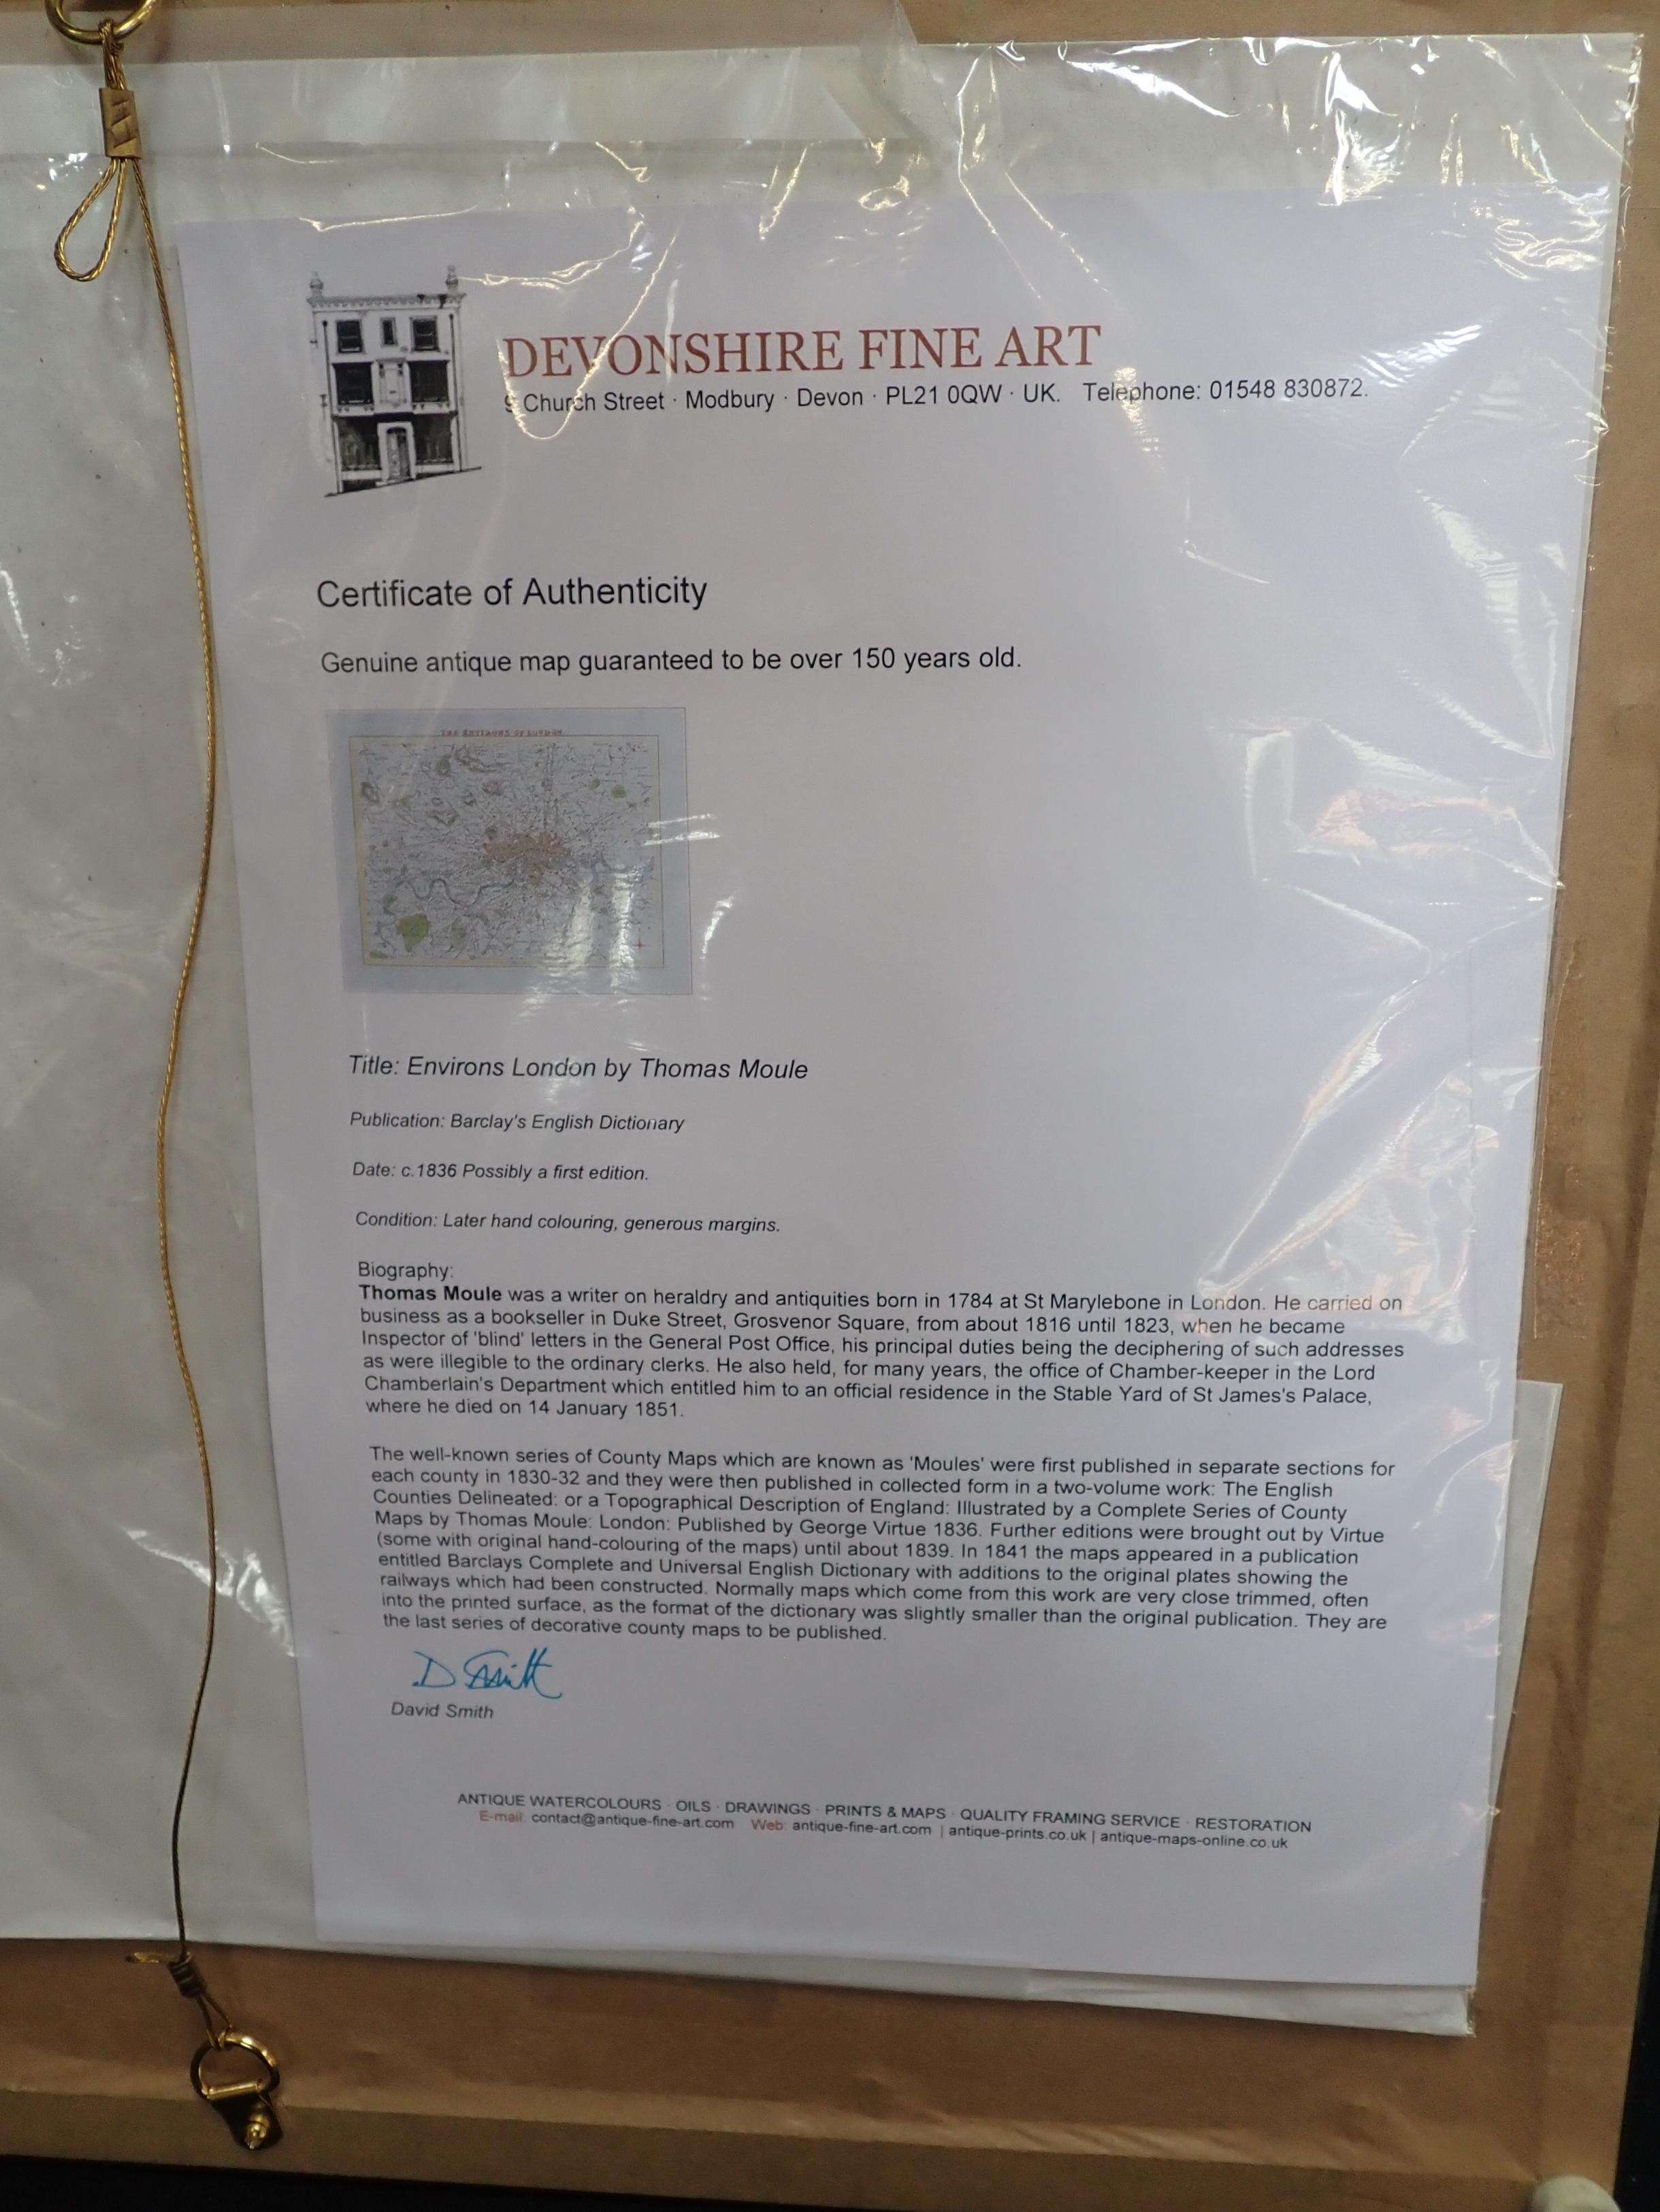 DEVONSHIRE FINE ART
9 Church Street · Modbury · Devon · PL21 0QW · UK. Telephone: 01548 830872.
Certificate of Authenticity
Genuine antique map guaranteed to be over 150 years old.
THE ENVIRONS OF LONDON
Title: Environs London by Thomas Moule
Publication: Barclay's English Dictionary
Date: c.1836 Possibly a first edition.
Condition: Later hand colouring, generous margins.
Biography:
Thomas Moule was a writer on heraldry and antiquities born in 1784 at St Marylebone in London. He carried on
business as a bookseller in Duke Street, Grosvenor Square, from about 1816 until 1823, when he became
Inspector of 'blind' letters in the General Post Office, his principal duties being the deciphering of such addresses
as were illegible to the ordinary clerks. He also held, for many years, the office of Chamber-keeper in the Lord
Chamberlain's Department which entitled him to an official residence in the Stable Yard of St James's Palace,
where he died on 14 January 1851.
The well-known series of County Maps which are known as 'Moules' were first published in separate sections for
each county in 1830-32 and they were then published in collected form in a two-volume work: The English
Counties Delineated: or a Topographical Description of England: Illustrated by a Complete Series of County
Maps by Thomas Moule: London: Published by George Virtue 1836. Further editions were brought out by Virtue
(some with original hand-colouring of the maps) until about 1839. In 1841 the maps appeared in a publication
entitled Barclays Complete and Universal English Dictionary with additions to the original plates showing the
railways which had been constructed. Normally maps which come from this work are very close trimmed, often
into the printed surface, as the format of the dictionary was slightly smaller than the original publication. They are
the last series of decorative county maps to be published.
D Smith
David Smith
ANTIQUE WATERCOLOURS · OILS · DRAWINGS · PRINTS & MAPS · QUALITY FRAMING SERVICE · RESTORATION
E-mail: contact@antique-fine-art.com Web: antique-fine-art.com | antique-prints.co.uk | antique-maps-online.co.uk